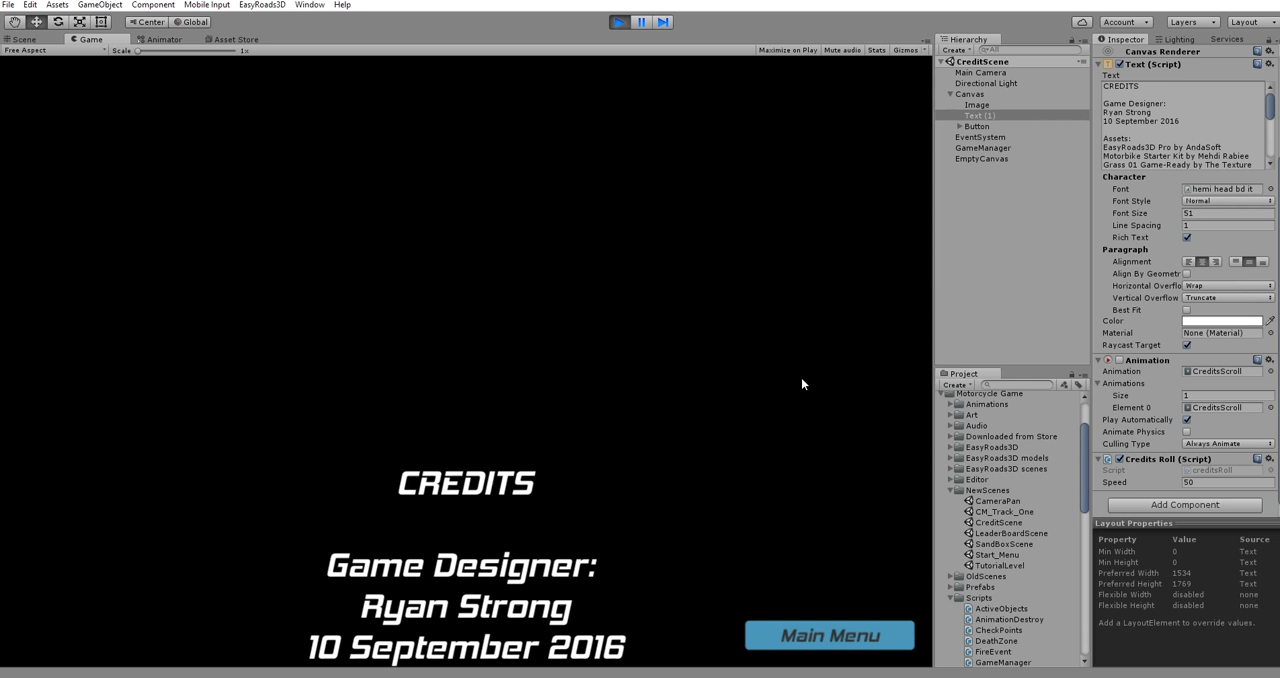 File Edit Assets GameObject Component Mobile Input EasyRoads3D Window Help
Center Global Account Layers Layout
Scene Game Animator Asset Store
Free Aspect Scale 1x Maximize on Play Mute audio Stats Gizmos
CREDITS
Game Designer:
Ryan Strong
10 September 2016
Main Menu
Hierarchy
Create All
CreditScene
Main Camera
Directional Light
Canvas
Image
Text (1)
Button
EventSystem
GameManager
EmptyCanvas
Project
Create
Motorcycle Game
Animations
Art
Audio
Downloaded from Store
EasyRoads3D
EasyRoads3D models
EasyRoads3D scenes
Editor
NewScenes
CameraPan
CM_Track_One
CreditScene
LeaderBoardScene
SandBoxScene
Start_Menu
TutorialLevel
OldScenes
Prefabs
Scripts
ActiveObjects
AnimationDestroy
CheckPoints
DeathZone
FireEvent
GameManager
Inspector Lighting Services
Canvas Renderer
Text (Script)
Text
CREDITS
Game Designer:
Ryan Strong
10 September 2016
Assets:
EasyRoads3D Pro by AndaSoft
Motorbike Starter Kit by Mehdi Rabiee
Grass 01 Game-Ready by The Texture
Character
Font hemi head bd it
Font Style Normal
Font Size 51
Line Spacing 1
Rich Text
Paragraph
Alignment
Align By Geometr
Horizontal Overflo Wrap
Vertical Overflow Truncate
Best Fit
Color
Material None (Material)
Raycast Target
Animation
Animation CreditsScroll
Animations
Size 1
Element 0 CreditsScroll
Play Automatically
Animate Physics
Culling Type Always Animate
Credits Roll (Script)
Script creditsRoll
Speed 50
Add Component
Layout Properties
Property Value Source
Min Width 0 Text
Min Height 0 Text
Preferred Width 1534 Text
Preferred Height 1769 Text
Flexible Width disabled none
Flexible Height disabled none
Add a LayoutElement to override values.